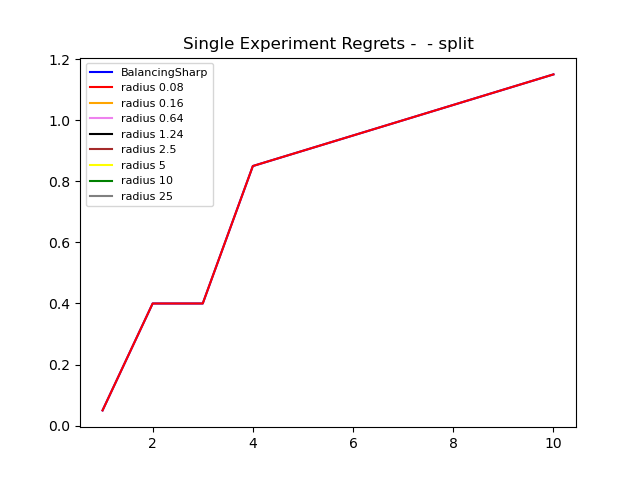 Single Experiment Regrets -  - split
1.2
1.0
0.8
0.6
0.4
0.2
0.0
BalancingSharp
radius 0.08
radius 0.16
radius 0.64
radius 1.24
radius 2.5
radius 5
radius 10
radius 25
2 4 6 8 10